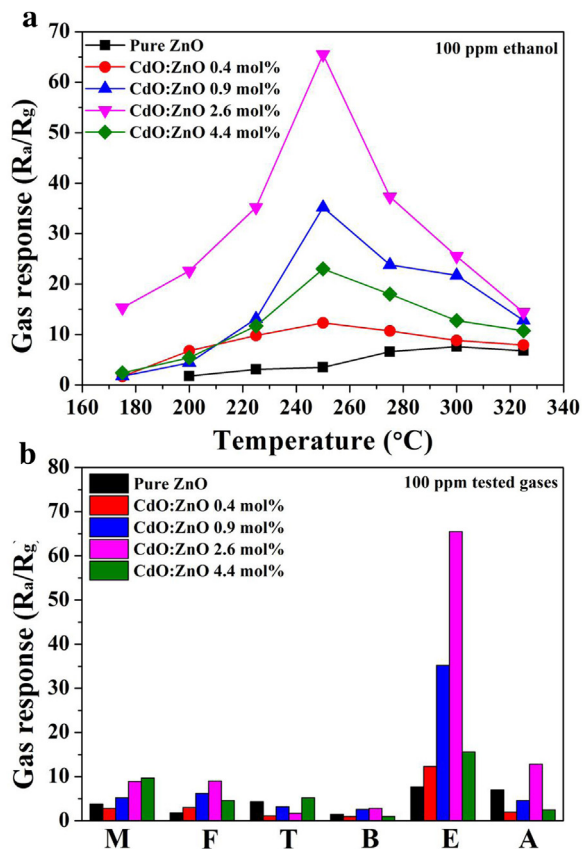 a
Pure ZnO
CdO:ZnO 0.4 mol%
CdO:ZnO 0.9 mol%
CdO:ZnO 2.6 mol%
CdO:ZnO 4.4 mol%
100 ppm ethanol
Gas response (Ra/Rg)
70
60
50
40
30
20
10
0
160 180 200 220 240 260 280 300 320 340
Temperature (°C)
b
Pure ZnO
CdO:ZnO 0.4 mol%
CdO:ZnO 0.9 mol%
CdO:ZnO 2.6 mol%
CdO:ZnO 4.4 mol%
100 ppm tested gases
Gas response (Ra/Rg)
80
70
60
50
40
30
20
10
0
M F T B E A